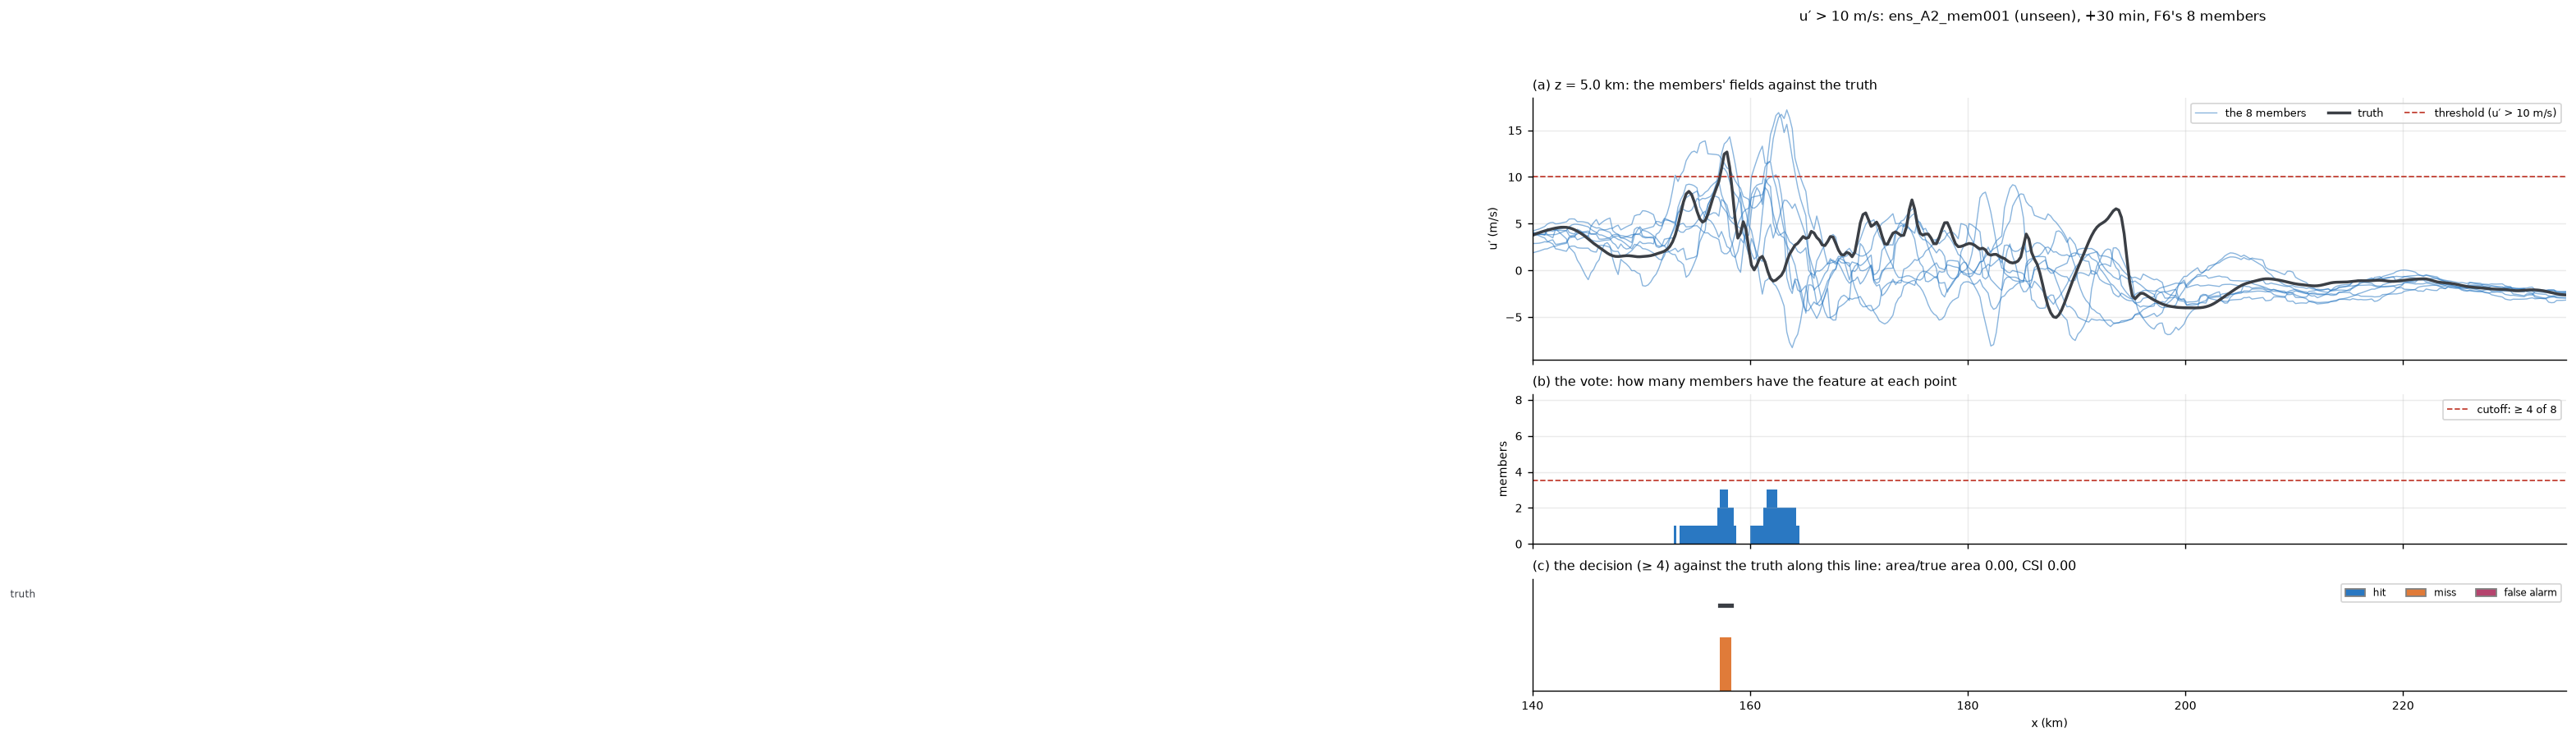 u′ > 10 m/s: ens_A2_mem001 (unseen), +30 min, F6's 8 members
(a) z = 5.0 km: the members' fields against the truth
the 8 members truth threshold (u′ > 10 m/s)
15
10
5
0
−5
u′ (m/s)
(b) the vote: how many members have the feature at each point
cutoff: ≥ 4 of 8
8
6
4
2
0
members
(c) the decision (≥ 4) against the truth along this line: area/true area 0.00, CSI 0.00
hit miss false alarm
truth
140 160 180 200 220
x (km)